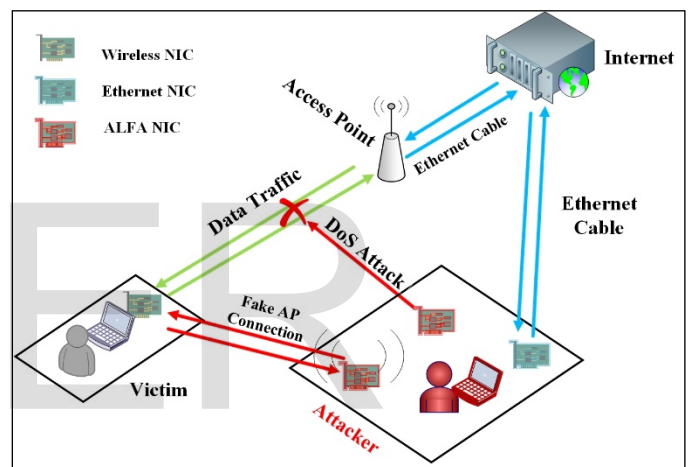 Wireless NIC
Ethernet NIC
ALFA NIC
Internet
Access Point
Ethernet Cable
Data Traffic
DoS Attack
Ethernet
Cable
Fake AP
Connection
Victim
Attacker
ER